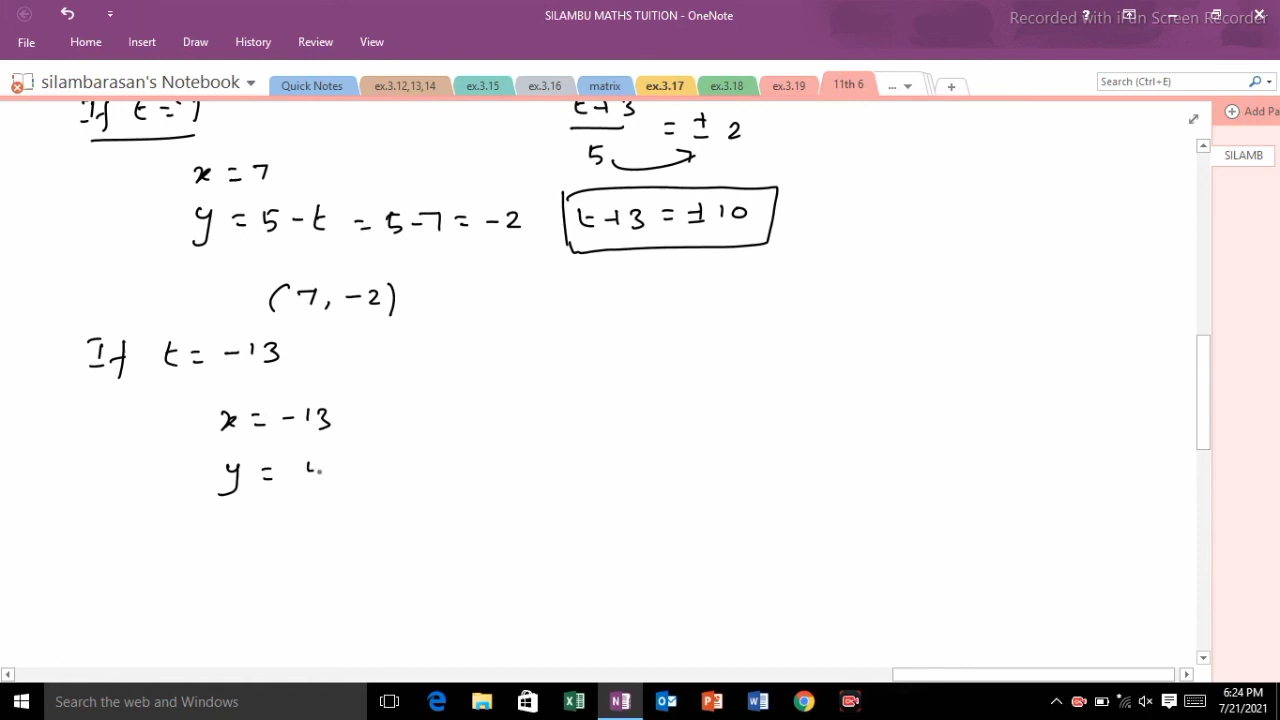 SILAMBU MATHS TUITION - OneNote
Recorded with iFun Screen Recorder
File Home Insert Draw History Review View
silambarasan's Notebook
Quick Notes ex.3.12,13,14 ex.3.15 ex.3.16 matrix ex.3.17 ex.3.18 ex.3.19 11th 6 ...
Search (Ctrl+E)
Add Pa
SILAMB
If t = 7
x = 7
y = 5 - t = 5 - 7 = -2
(7, -2)
If t = -13
x = -13
y =
t+3
5
= ± 2
t+3 = ±10
Search the web and Windows
6:24 PM
7/21/2021